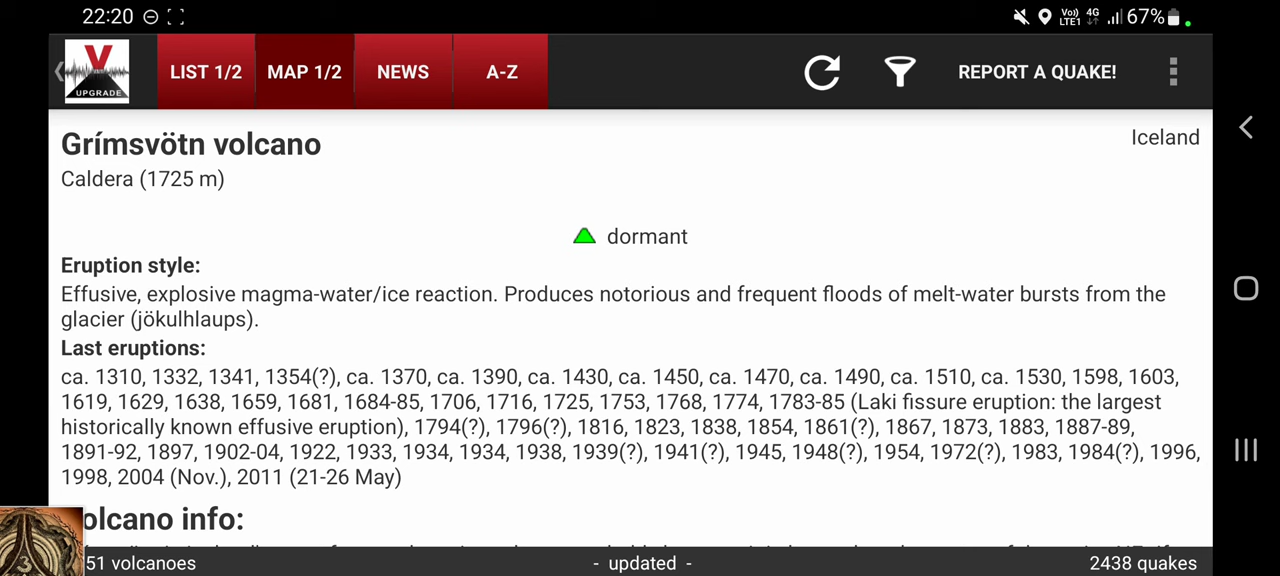 22:20
Vo)) 4G
LTE1
67%
V
UPGRADE
LIST 1/2 MAP 1/2 NEWS A-Z REPORT A QUAKE!
Grímsvötn volcano
Iceland
Caldera (1725 m)
dormant
Eruption style:
Effusive, explosive magma-water/ice reaction. Produces notorious and frequent floods of melt-water bursts from the
glacier (jökulhlaups).
Last eruptions:
ca. 1310, 1332, 1341, 1354(?), ca. 1370, ca. 1390, ca. 1430, ca. 1450, ca. 1470, ca. 1490, ca. 1510, ca. 1530, 1598, 1603,
1619, 1629, 1638, 1659, 1681, 1684-85, 1706, 1716, 1725, 1753, 1768, 1774, 1783-85 (Laki fissure eruption: the largest
historically known effusive eruption), 1794(?), 1796(?), 1816, 1823, 1838, 1854, 1861(?), 1867, 1873, 1883, 1887-89,
1891-92, 1897, 1902-04, 1922, 1933, 1934, 1934, 1938, 1939(?), 1941(?), 1945, 1948(?), 1954, 1972(?), 1983, 1984(?), 1996,
1998, 2004 (Nov.), 2011 (21-26 May)
olcano info:
3
51 volcanoes - updated - 2438 quakes